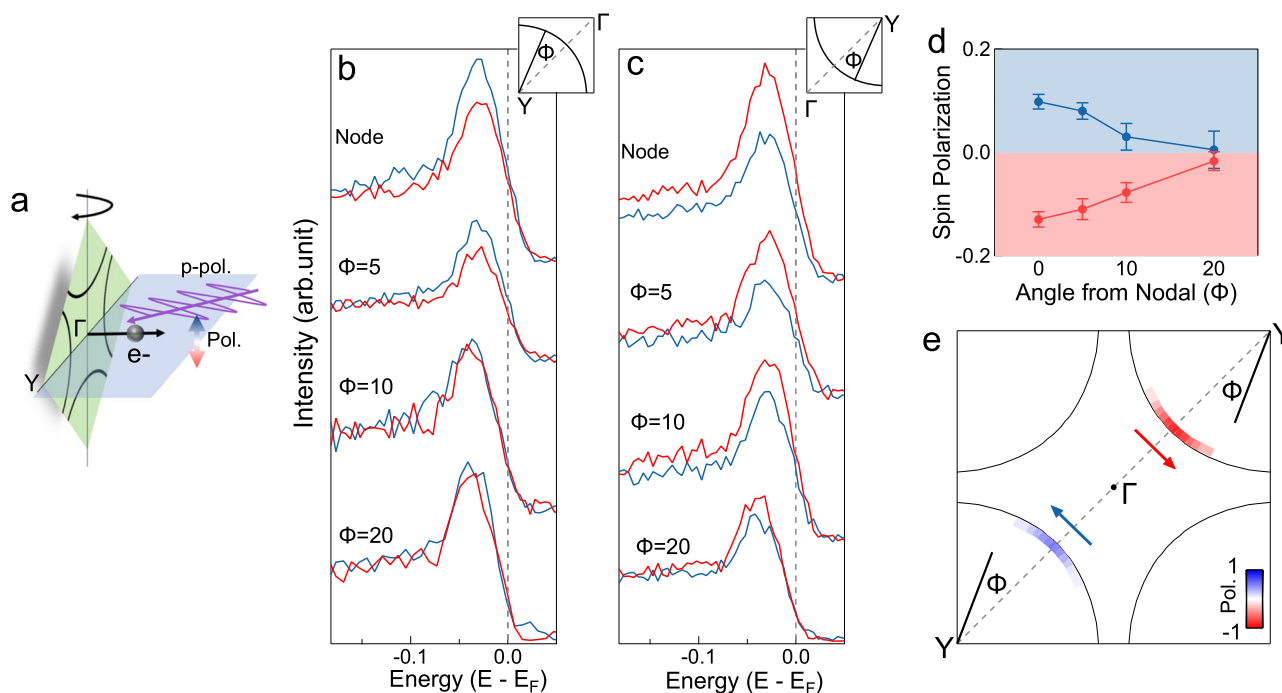 a
p-pol.
Γ
e-
Pol.
Y
b
Γ
Φ
Y
Node
Φ=5
Φ=10
Φ=20
Intensity (arb.unit)
-0.1
0.0
Energy (E - EF)
c
Y
Φ
Γ
Node
Φ=5
Φ=10
Φ=20
-0.1
0.0
Energy (E - EF)
d
0.2
0.0
-0.2
Spin Polarization
0
10
20
Angle from Nodal (Φ)
e
Y
Φ
Γ
Φ
Y
1
Pol.
-1